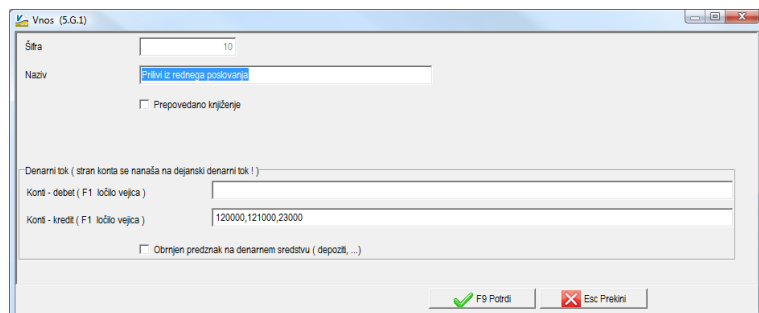 Vnos (5.G.1)
Šifra 10
Naziv Prilivi iz rednega poslovanja
Prepovedano knjiženje
Denarni tok ( stran konta se nanaša na dejanski denarni tok ! )
Konti - debet ( F1 ločilo vejica )
Konti - kredit ( F1 ločilo vejica ) 120000,121000,23000
Obrnjen predznak na denarnem sredstvu ( depoziti, ...)
F9 Potrdi Esc Prekini